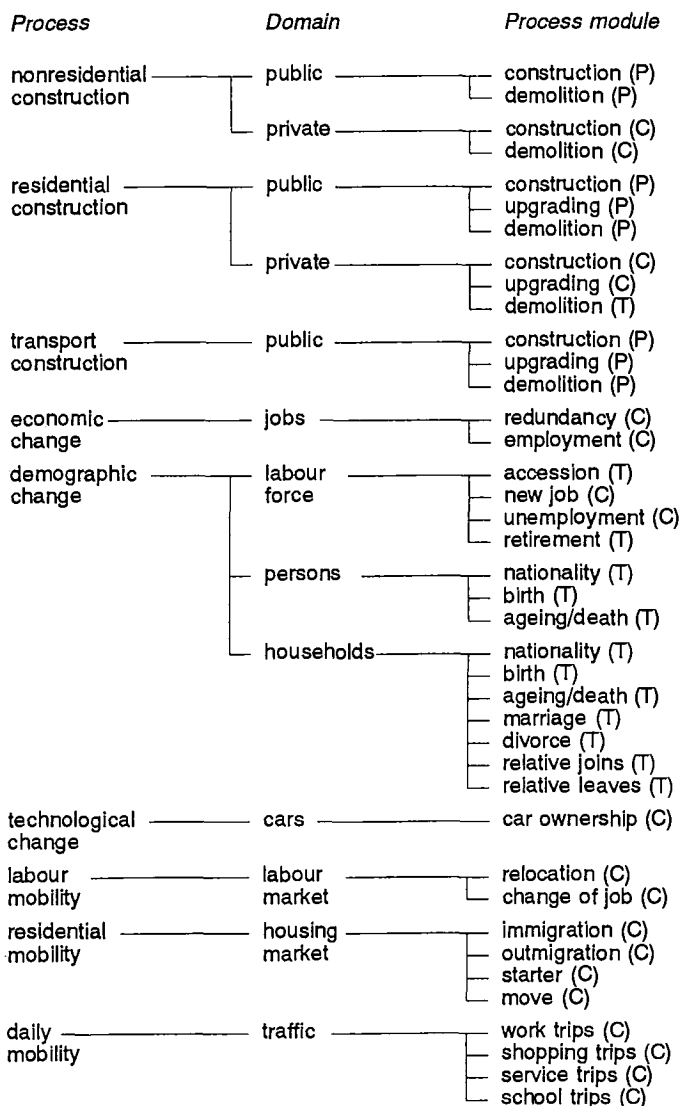 Process Domain Process module
nonresidential public construction (P)
construction demolition (P)
private construction (C)
demolition (C)
residential public construction (P)
construction upgrading (P)
demolition (P)
private construction (C)
upgrading (C)
demolition (T)
transport public construction (P)
construction upgrading (P)
demolition (P)
economic jobs redundancy (C)
change employment (C)
demographic labour accession (T)
change force new job (C)
unemployment (C)
retirement (T)
persons nationality (T)
birth (T)
ageing/death (T)
households nationality (T)
birth (T)
ageing/death (T)
marriage (T)
divorce (T)
relative joins (T)
relative leaves (T)
technological cars car ownership (C)
change
labour labour relocation (C)
mobility market change of job (C)
residential housing immigration (C)
mobility market outmigration (C)
starter (C)
move (C)
daily traffic work trips (C)
mobility shopping trips (C)
service trips (C)
school trips (C)